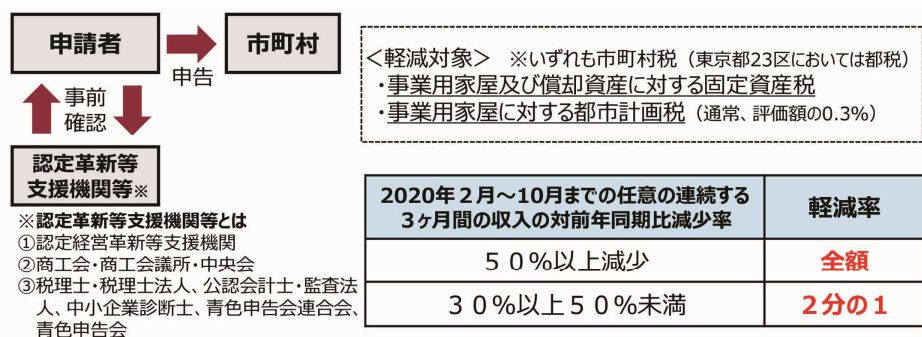 申請者
申告
市町村
事前
確認
認定革新等
支援機関等※
※認定革新等支援機関等とは
①認定経営革新等支援機関
②商工会・商工会議所・中央会
③税理士・税理士法人、公認会計士・監査法
人、中小企業診断士、青色申告会連合会、
青色申告会
＜軽減対象＞ ※いずれも市町村税（東京都23区においては都税）
・事業用家屋及び償却資産に対する固定資産税
・事業用家屋に対する都市計画税（通常、評価額の0.3%）
2020年２月～10月までの任意の連続する
３ヶ月間の収入の対前年同期比減少率
軽減率
５０％以上減少
全額
３０％以上５０％未満
２分の１